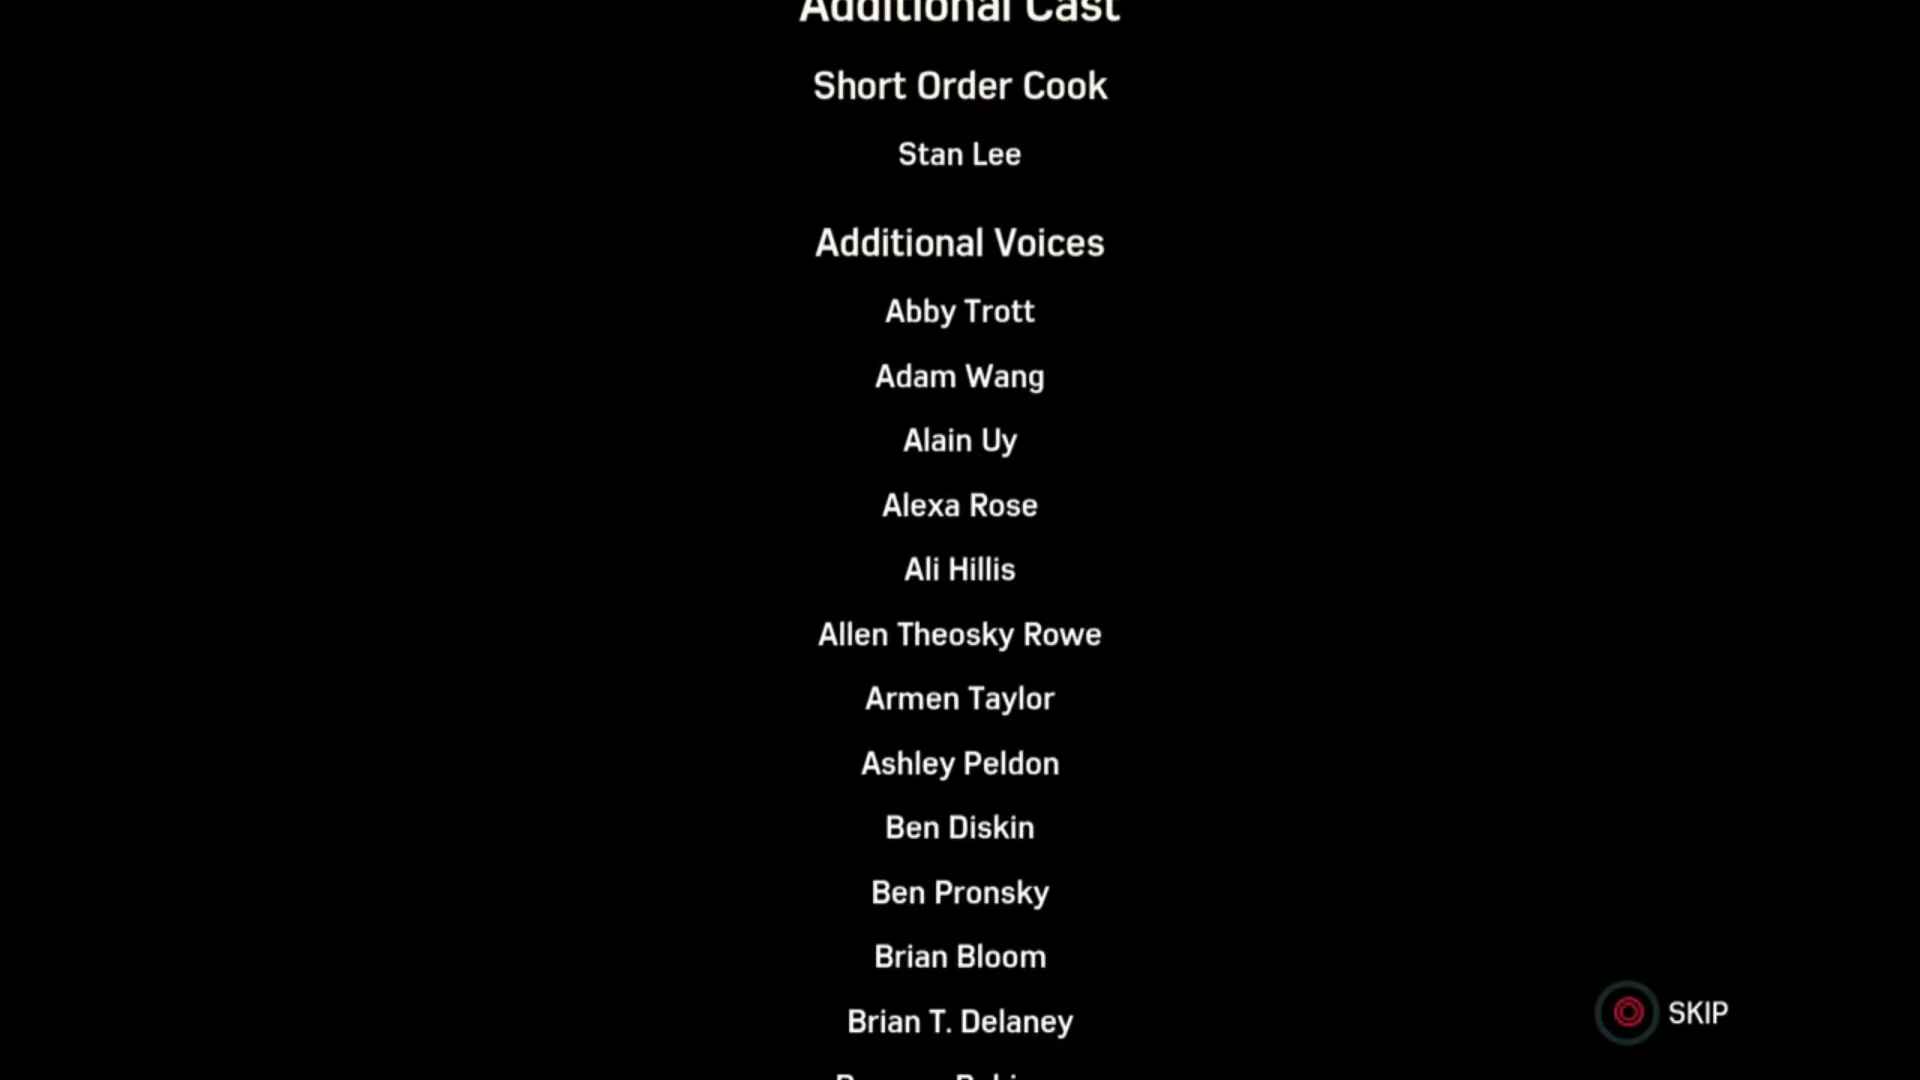 Additional Cast
Short Order Cook
Stan Lee
Additional Voices
Abby Trott
Adam Wang
Alain Uy
Alexa Rose
Ali Hillis
Allen Theosky Rowe
Armen Taylor
Ashley Peldon
Ben Diskin
Ben Pronsky
Brian Bloom
Brian T. Delaney
SKIP